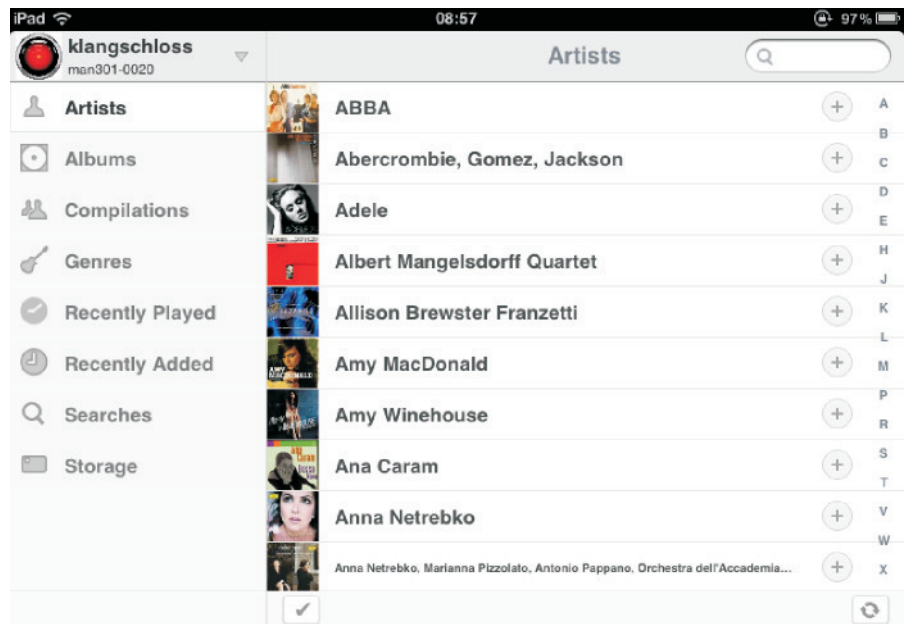 iPad 08:57 97%
klangschloss
man301-0020
Artists
Artists
Albums
Compilations
Genres
Recently Played
Recently Added
Searches
Storage
ABBA
Abercrombie, Gomez, Jackson
Adele
Albert Mangelsdorff Quartet
Allison Brewster Franzetti
Amy MacDonald
Amy Winehouse
Ana Caram
Anna Netrebko
Anna Netrebko, Marianna Pizzolato, Antonio Pappano, Orchestra dell'Accademia...
A
B
C
D
E
H
J
K
L
M
P
R
S
T
V
W
X